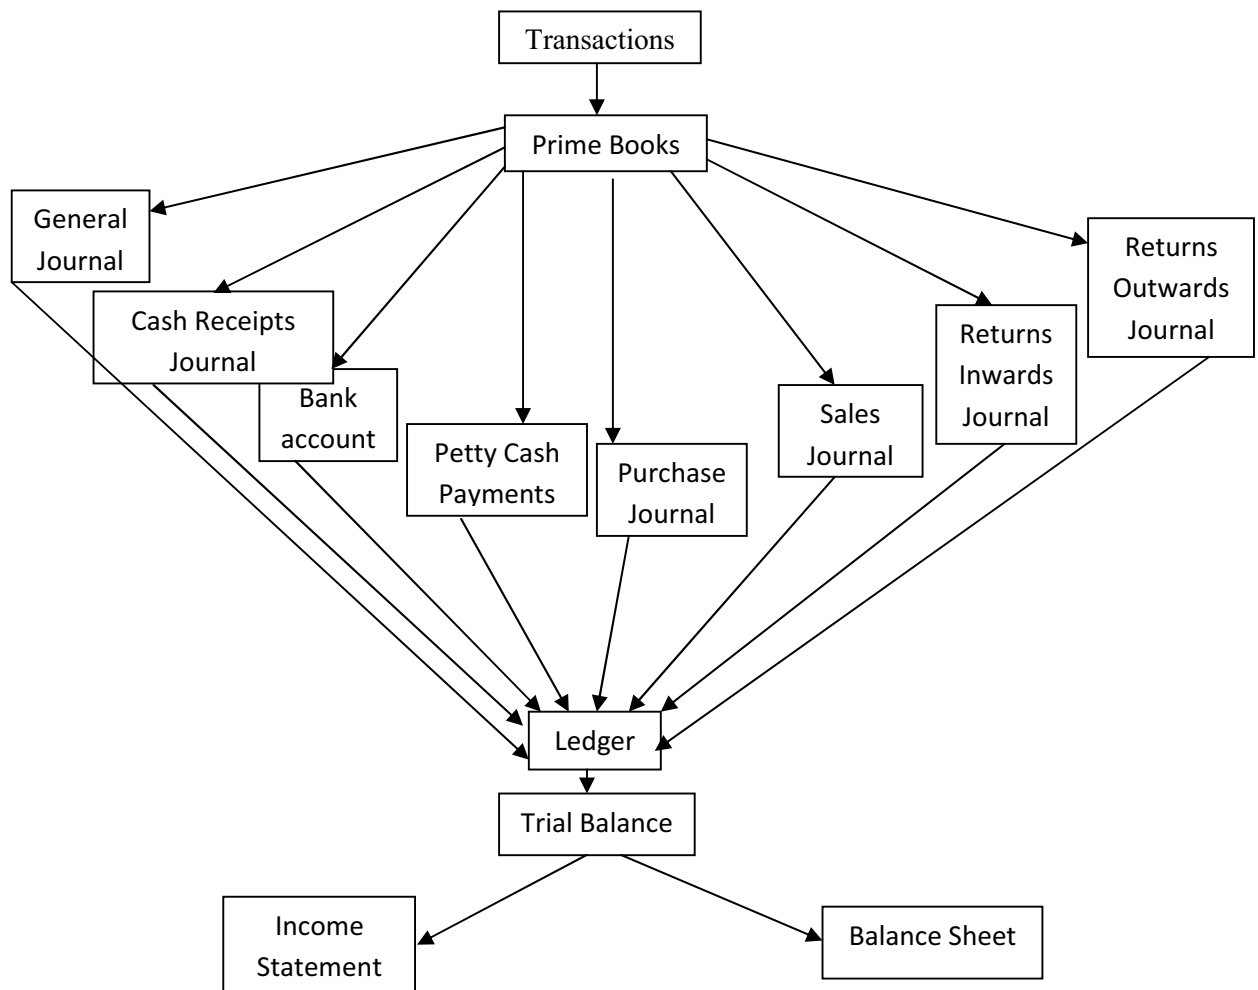 Transactions
Prime Books
General
Journal
Cash Receipts
Journal
Bank
account
Petty Cash
Payments
Purchase
Journal
Sales
Journal
Returns
Inwards
Journal
Returns
Outwards
Journal
Ledger
Trial Balance
Income
Statement
Balance Sheet